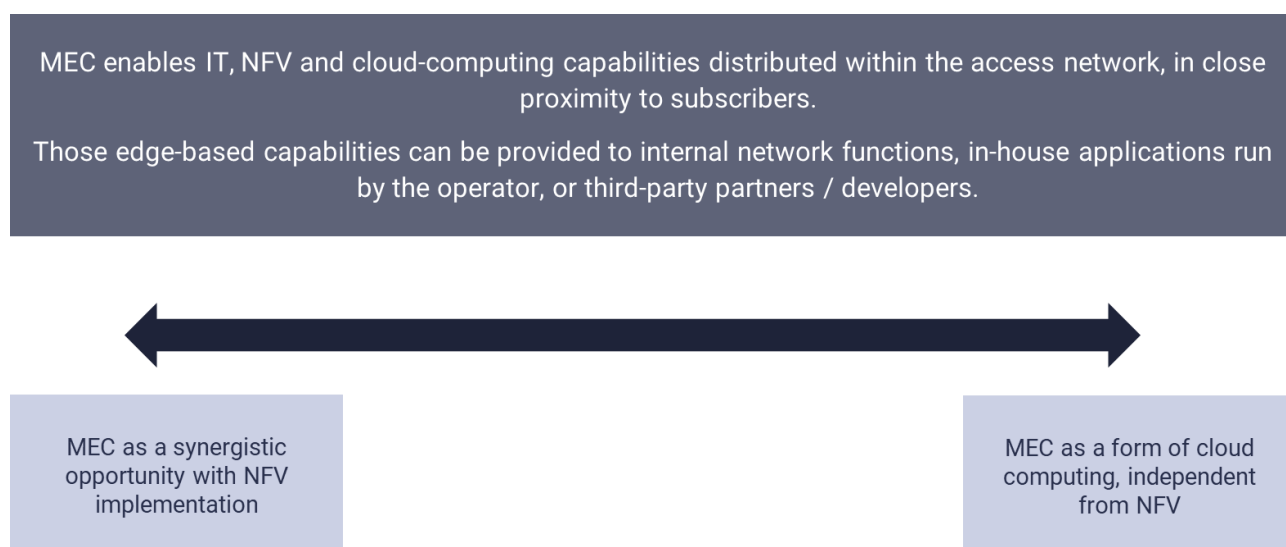 MEC enables IT, NFV and cloud-computing capabilities distributed within the access network, in close
proximity to subscribers.
Those edge-based capabilities can be provided to internal network functions, in-house applications run
by the operator, or third-party partners / developers.
MEC as a synergistic
opportunity with NFV
implementation
MEC as a form of cloud
computing, independent
from NFV